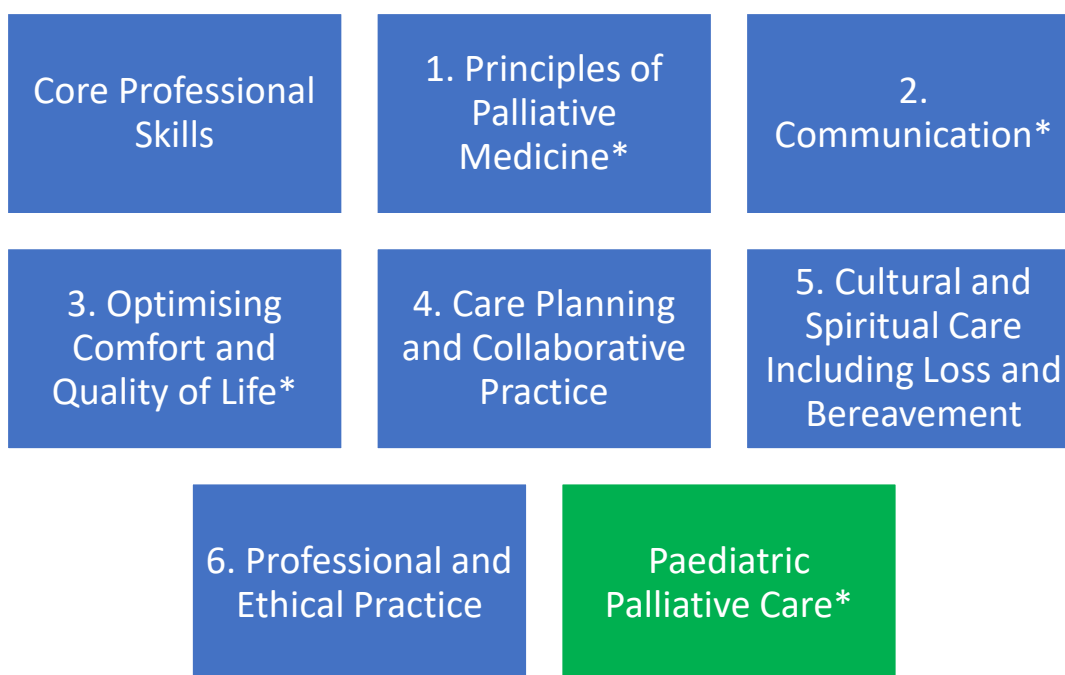 Core Professional
Skills
1. Principles of
Palliative
Medicine*
2.
Communication*
3. Optimising
Comfort and
Quality of Life*
4. Care Planning
and Collaborative
Practice
5. Cultural and
Spiritual Care
Including Loss and
Bereavement
6. Professional and
Ethical Practice
Paediatric
Palliative Care*